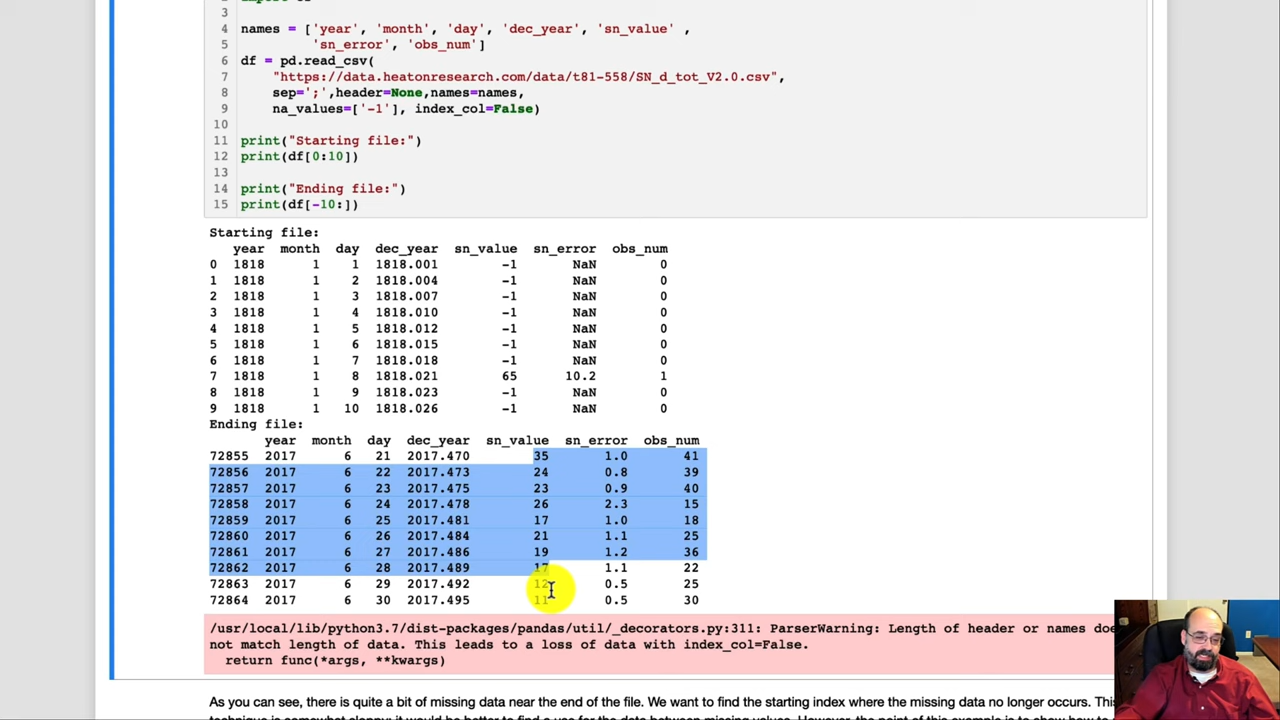 3
4 names = ['year', 'month', 'day', 'dec_year', 'sn_value' ,
5 'sn_error', 'obs_num']
6 df = pd.read_csv(
7 "https://data.heatonresearch.com/data/t81-558/SN_d_tot_V2.0.csv",
8 sep=';',header=None,names=names,
9 na_values=['-1'], index_col=False)
10
11 print("Starting file:")
12 print(df[0:10])
13
14 print("Ending file:")
15 print(df[-10:])
Starting file:
year month day dec_year sn_value sn_error obs_num
0 1818 1 1 1818.001 -1 NaN 0
1 1818 1 2 1818.004 -1 NaN 0
2 1818 1 3 1818.007 -1 NaN 0
3 1818 1 4 1818.010 -1 NaN 0
4 1818 1 5 1818.012 -1 NaN 0
5 1818 1 6 1818.015 -1 NaN 0
6 1818 1 7 1818.018 -1 NaN 0
7 1818 1 8 1818.021 65 10.2 1
8 1818 1 9 1818.023 -1 NaN 0
9 1818 1 10 1818.026 -1 NaN 0
Ending file:
year month day dec_year sn_value sn_error obs_num
72855 2017 6 21 2017.470 35 1.0 41
72856 2017 6 22 2017.473 24 0.8 39
72857 2017 6 23 2017.475 23 0.9 40
72858 2017 6 24 2017.478 26 2.3 15
72859 2017 6 25 2017.481 17 1.0 18
72860 2017 6 26 2017.484 21 1.1 25
72861 2017 6 27 2017.486 19 1.2 36
72862 2017 6 28 2017.489 17 1.1 22
72863 2017 6 29 2017.492 12 0.5 25
72864 2017 6 30 2017.495 11 0.5 30
/usr/local/lib/python3.7/dist-packages/pandas/util/_decorators.py:311: ParserWarning: Length of header or names doe
not match length of data. This leads to a loss of data with index_col=False.
return func(*args, **kwargs)
As you can see, there is quite a bit of missing data near the end of the file. We want to find the starting index where the missing data no longer occurs. This